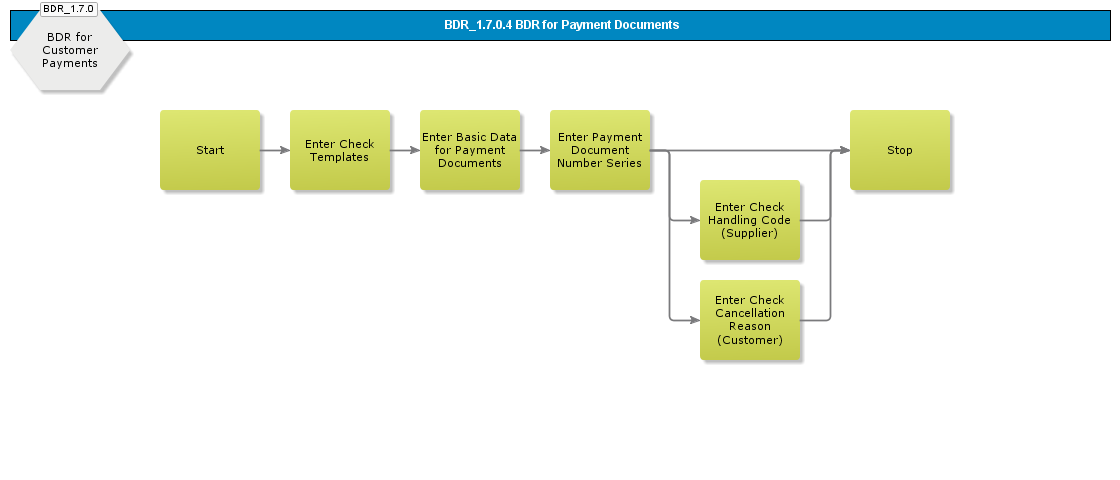 BDR_1.7.0
BDR_1.7.0.4 BDR for Payment Documents
BDR for
Customer
Payments
Start
Enter Check
Templates
Enter Basic Data
for Payment
Documents
Enter Payment
Document
Number Series
Stop
Enter Check
Handling Code
(Supplier)
Enter Check
Cancellation
Reason
(Customer)